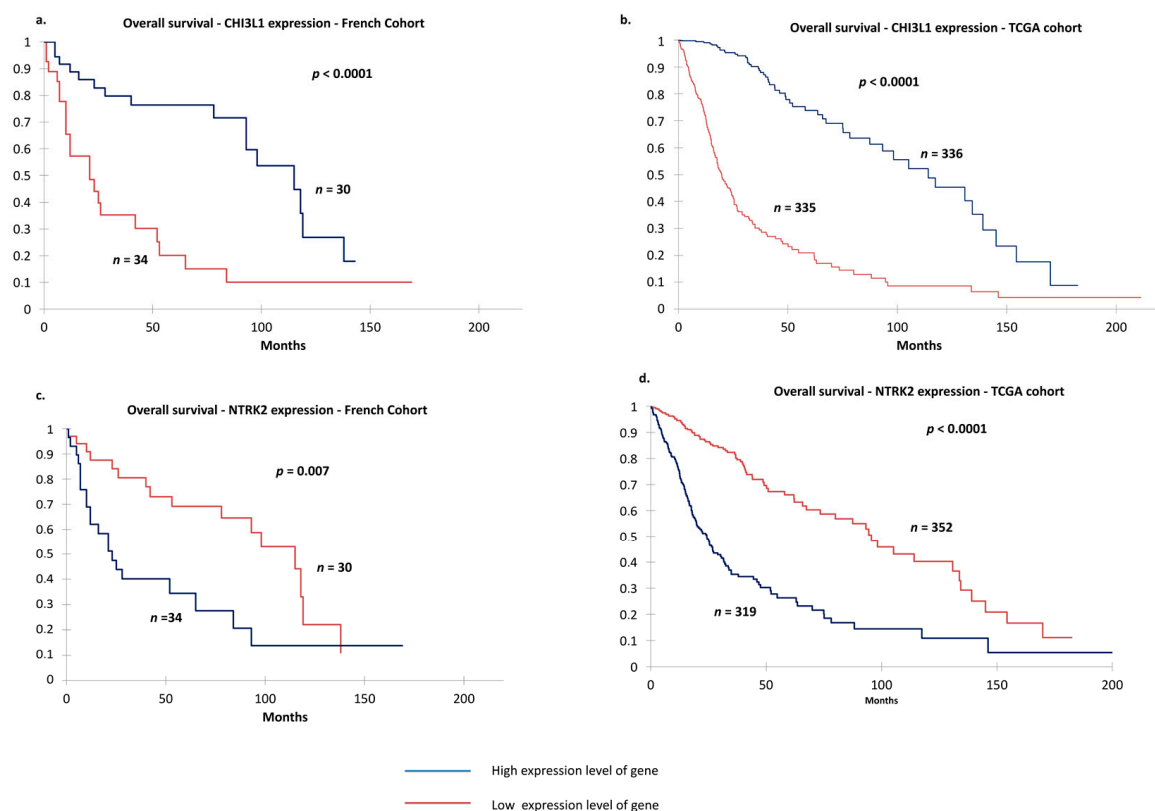 a.
Overall survival - CHI3L1 expression - French Cohort
1
0.9
0.8
0.7
0.6
0.5
0.4
0.3
0.2
0.1
0
p < 0.0001
n = 30
n = 34
0
50
100
150
200
Months
b.
Overall survival - CHI3L1 expression - TCGA cohort
1
0.9
0.8
0.7
0.6
0.5
0.4
0.3
0.2
0.1
0
p < 0.0001
n = 336
n = 335
0
50
100
150
200
Months
c.
Overall survival - NTRK2 expression - French Cohort
1
0.9
0.8
0.7
0.6
0.5
0.4
0.3
0.2
0.1
0
p = 0.007
n = 30
n =34
0
50
100
150
200
Months
d.
Overall survival - NTRK2 expression - TCGA cohort
1
0.9
0.8
0.7
0.6
0.5
0.4
0.3
0.2
0.1
0
p < 0.0001
n = 352
n = 319
0
50
100
150
200
Months
High expression level of gene
Low expression level of gene